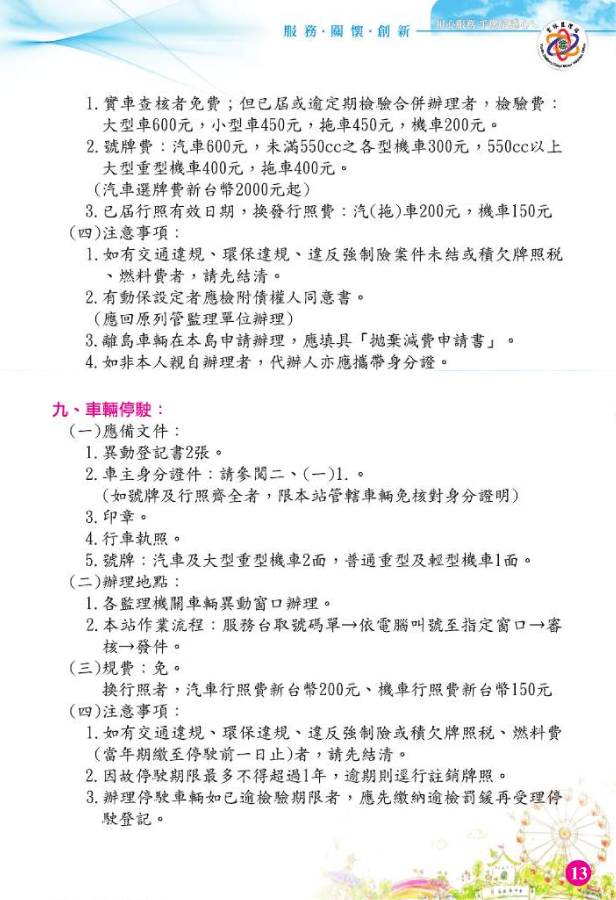 服務‧關懷‧創新
1.實車查核者免費；但已屆或逾定期檢驗合併辦理者，檢驗費：
大型車600元，小型車450元，拖車450元，機車200元。
2.號牌費：汽車600元，未滿550cc之各型機車300元，550cc以上
大型重型機車400元，拖車400元。
(汽車選牌費新台幣2000元起)
3.已屆行照有效日期，換發行照費：汽(拖)車200元，機車150元
(四)注意事項：
1.如有交通違規、環保違規、違反強制險案件未結或積欠牌照税
、燃料費者，請先結清。
2.有動保設定者應檢附債權人同意書。
(應回原列管監理單位辦理)
3.離島車輛在本島申請辦理，應填具「拋棄減費申請書」。
4.如非本人親自辦理者，代辦人亦應攜帶身分證。
九、車輛停駛：
(一)應備文件：
1.異動登記書2張。
2.車主身分證件：請參閱二、(一)1.。
(如號牌及行照齊全者，限本站管轄車輛免核對身分證明)
3.印章。
4.行車執照。
5.號牌：汽車及大型重型機車2面，普通重型及輕型機車1面。
(二)辦理地點：
1.各監理機關車輛異動窗口辦理。
2.本站作業流程：服務台取號碼單→依電腦叫號至指定窗口→審
核→發件。
(三)規費：免。
換行照者，汽車行照費新台幣200元、機車行照費新台幣150元
(四)注意事項：
1.如有交通違規、環保違規、違反強制險或積欠牌照税、燃料費
(當年期繳至停駛前一日止)者，請先結清。
2.因故停駛期限最多不得超過1年，逾期則逕行註銷牌照。
3.辦理停駛車輛如已逾檢驗期限者，應先繳納逾檢罰鍰再受理停
駛登記。
13